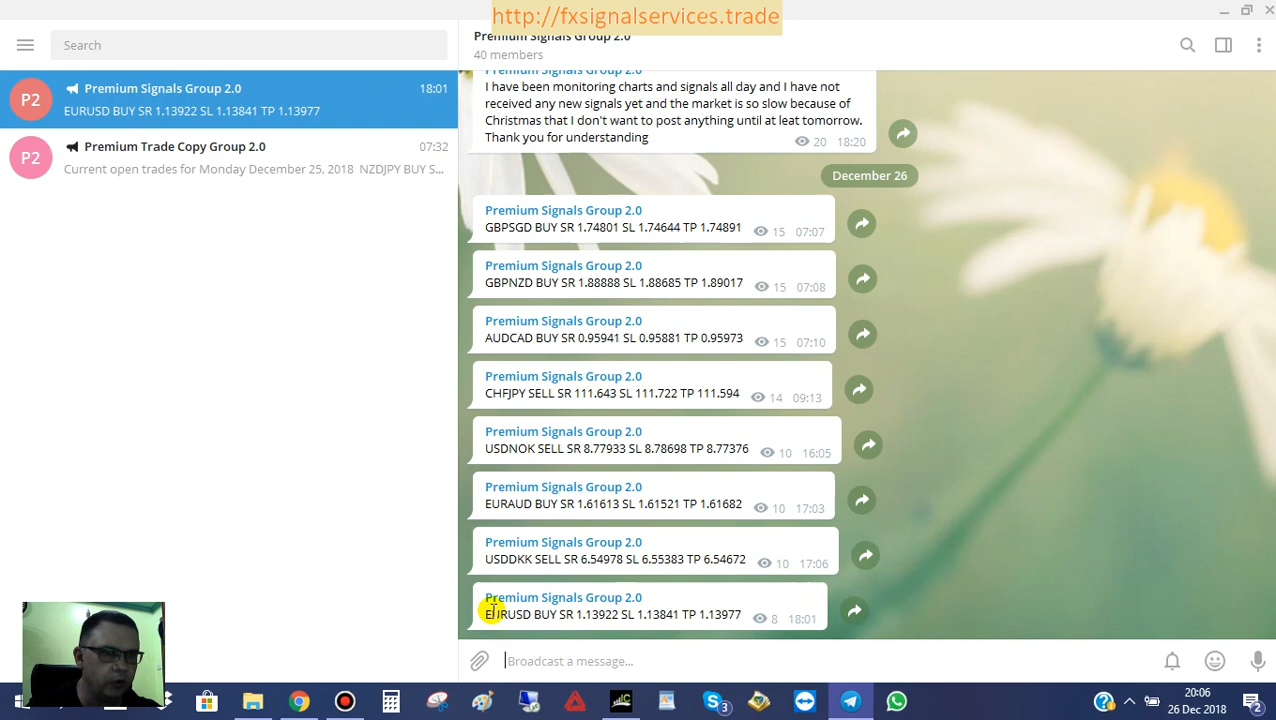 http://fxsignalservices.trade
Search
P2
Premium Signals Group 2.0
18:01
EURUSD BUY SR 1.13922 SL 1.13841 TP 1.13977
P2
Premium Trade Copy Group 2.0
07:32
Current open trades for Monday December 25, 2018 NZDJPY BUY S...
Premium Signals Group 2.0
40 members
Premium Signals Group 2.0
I have been monitoring charts and signals all day and I have not
received any new signals yet and the market is so slow because of
Christmas that I don't want to post anything until at leat tomorrow.
Thank you for understanding
20 18:20
December 26
Premium Signals Group 2.0
GBPSGD BUY SR 1.74801 SL 1.74644 TP 1.74891
15 07:07
Premium Signals Group 2.0
GBPNZD BUY SR 1.88888 SL 1.88685 TP 1.89017
15 07:08
Premium Signals Group 2.0
AUDCAD BUY SR 0.95941 SL 0.95881 TP 0.95973
15 07:10
Premium Signals Group 2.0
CHFJPY SELL SR 111.643 SL 111.722 TP 111.594
14 09:13
Premium Signals Group 2.0
USDNOK SELL SR 8.77933 SL 8.78698 TP 8.77376
10 16:05
Premium Signals Group 2.0
EURAUD BUY SR 1.61613 SL 1.61521 TP 1.61682
10 17:03
Premium Signals Group 2.0
USDDKK SELL SR 6.54978 SL 6.55383 TP 6.54672
10 17:06
Premium Signals Group 2.0
EURUSD BUY SR 1.13922 SL 1.13841 TP 1.13977
8 18:01
Broadcast a message...
3
20:06
26 Dec 2018
2